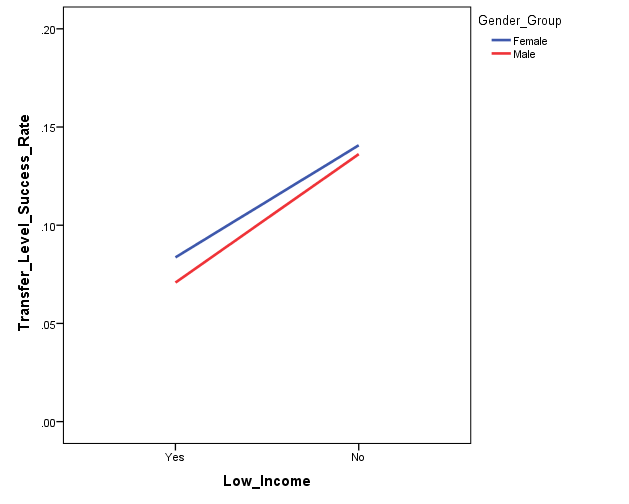 Gender_Group
Female
Male
Transfer_Level_Success_Rate
.20
.15
.10
.05
.00
Yes
No
Low_Income